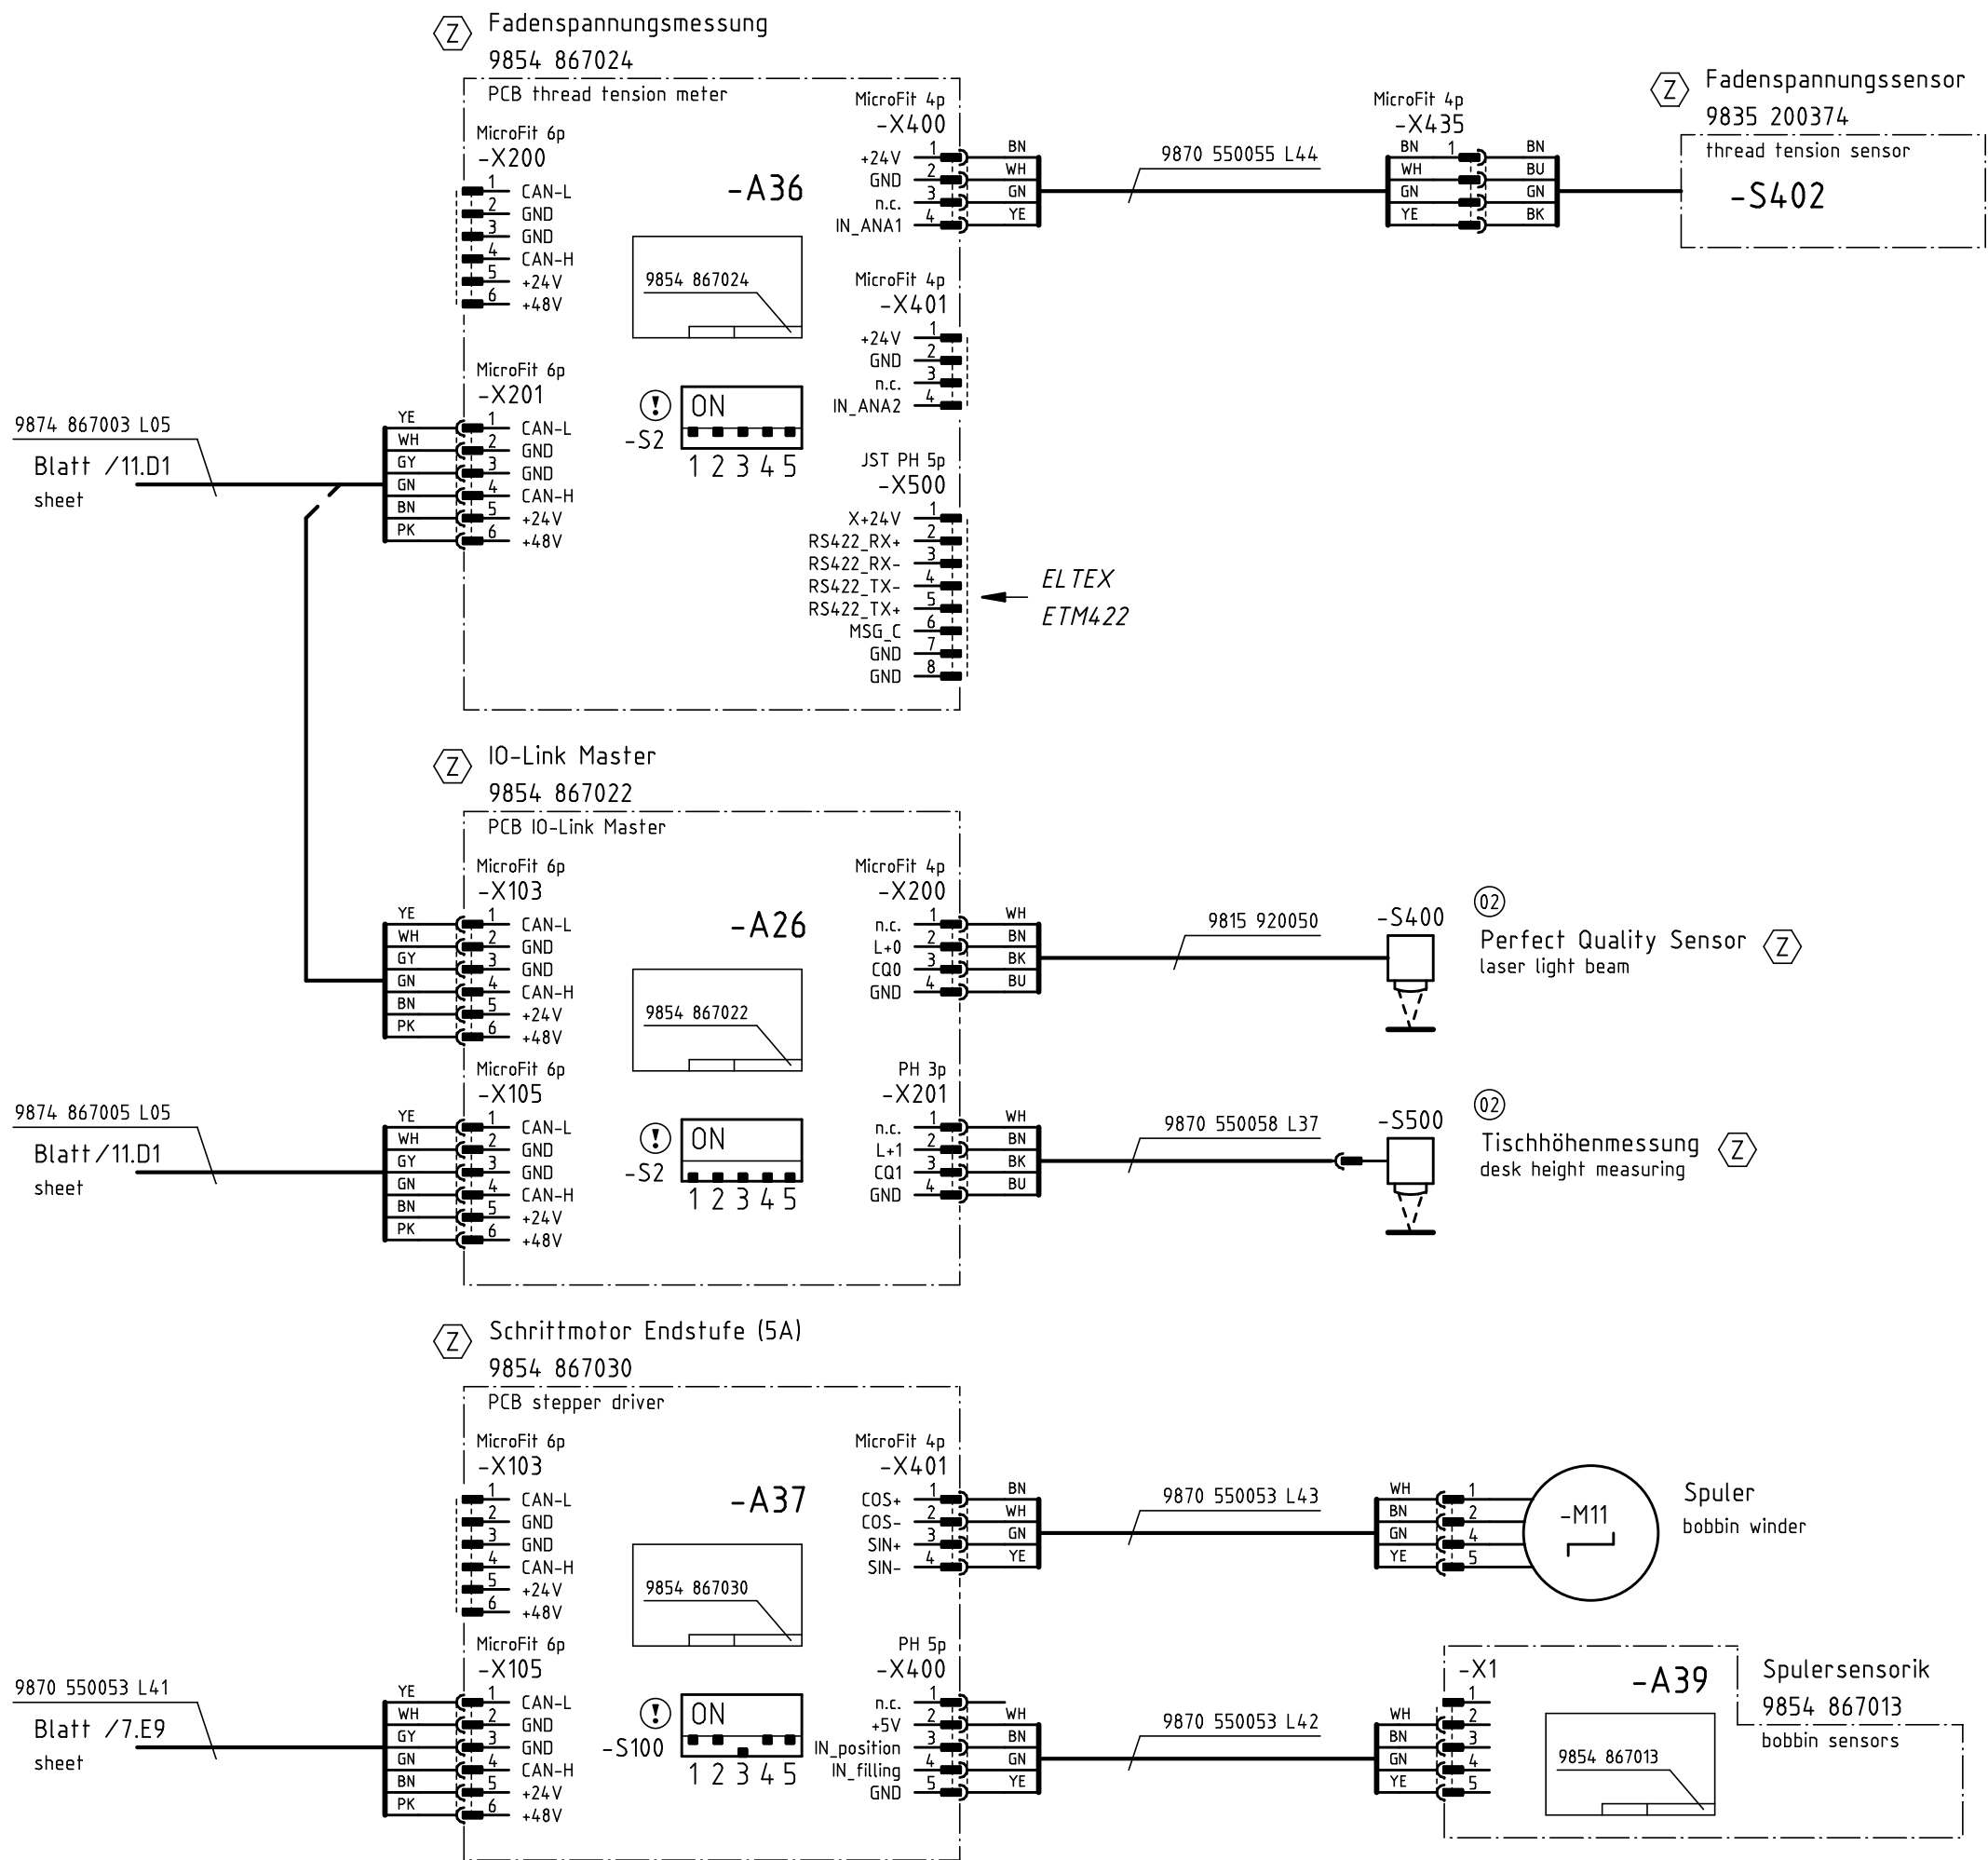 Z Fadenspannungsmessung
9854 867024
PCB thread tension meter
MicroFit 6p
-X200
1 CAN-L
2 GND
3 GND
4 CAN-H
5 +24V
6 +48V
-A36
9854 867024
MicroFit 4p
-X400
+24V 1 BN
GND 2 WH
n.c. 3 GN
IN_ANA1 4 YE
9870 550055 L44
MicroFit 4p
-X435
BN 1 BN
WH BU
GN GN
YE BK
Z Fadenspannungssensor
9835 200374
thread tension sensor
-S402
MicroFit 4p
-X401
+24V 1
GND 2
n.c. 3
IN_ANA2 4
MicroFit 6p
-X201
YE 1 CAN-L
WH 2 GND
GY 3 GND
GN 4 CAN-H
BN 5 +24V
PK 6 +48V
9874 867003 L05
Blatt /11.D1
sheet
! ON
-S2
1 2 3 4 5
JST PH 5p
-X500
X+24V 1
RS422_RX+ 2
RS422_RX- 3
RS422_TX- 4
RS422_TX+ 5
MSG_C 6
GND 7
GND 8
ELTEX
ETM422
Z IO-Link Master
9854 867022
PCB IO-Link Master
MicroFit 6p
-X103
YE 1 CAN-L
WH 2 GND
GY 3 GND
GN 4 CAN-H
BN 5 +24V
PK 6 +48V
-A26
9854 867022
MicroFit 4p
-X200
n.c. 1 WH
L+0 2 BN
CQ0 3 BK
GND 4 BU
9815 920050
-S400
02
Perfect Quality Sensor Z
laser light beam
MicroFit 6p
-X105
YE 1 CAN-L
WH 2 GND
GY 3 GND
GN 4 CAN-H
BN 5 +24V
PK 6 +48V
9874 867005 L05
Blatt/11.D1
sheet
! ON
-S2
1 2 3 4 5
PH 3p
-X201
n.c. 1 WH
L+1 2 BN
CQ1 3 BK
GND 4 BU
9870 550058 L37
-S500
02
Tischhöhenmessung Z
desk height measuring
Z Schrittmotor Endstufe (5A)
9854 867030
PCB stepper driver
MicroFit 6p
-X103
1 CAN-L
2 GND
3 GND
4 CAN-H
5 +24V
6 +48V
-A37
9854 867030
MicroFit 4p
-X401
COS+ 1 BN
COS- 2 WH
SIN+ 3 GN
SIN- 4 YE
9870 550053 L43
WH 1
BN 2
GN 4
YE 5
-M11
Spuler
bobbin winder
MicroFit 6p
-X105
YE 1 CAN-L
WH 2 GND
GY 3 GND
GN 4 CAN-H
BN 5 +24V
PK 6 +48V
9870 550053 L41
Blatt /7.E9
sheet
! ON
-S100
1 2 3 4 5
PH 5p
-X400
n.c. 1
+5V 2 WH
IN_position 3 BN
IN_filling 4 GN
GND 5 YE
9870 550053 L42
-X1
1
WH 2
BN 3
GN 4
YE 5
-A39
9854 867013
Spulersensorik
9854 867013
bobbin sensors